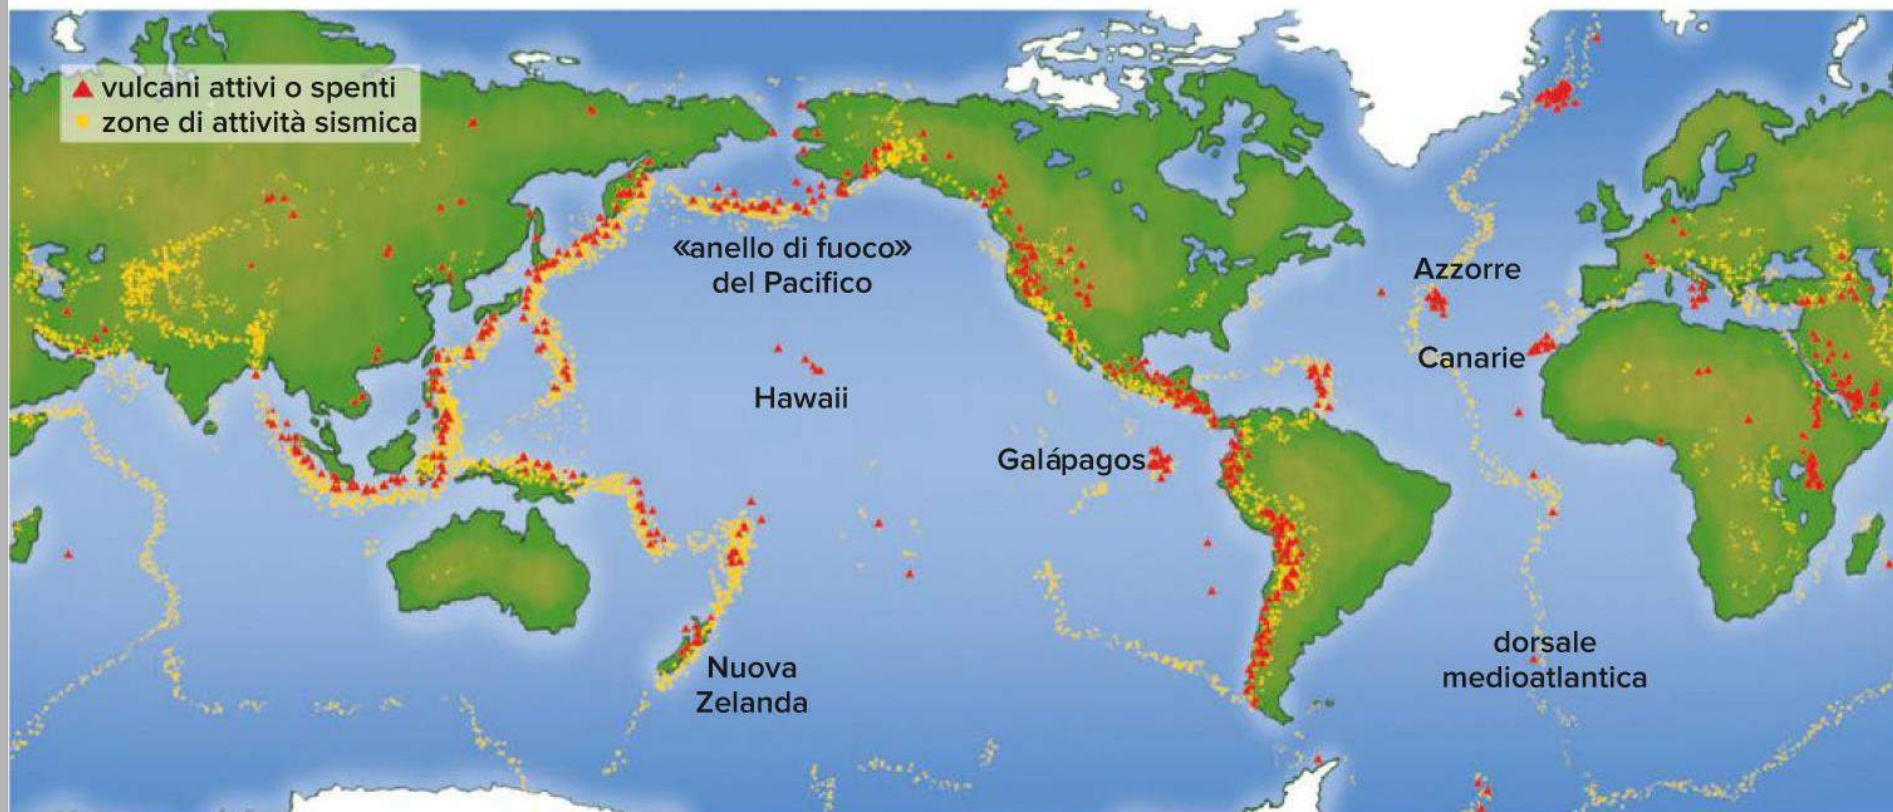 vulcani attivi o spenti
zone di attività sismica
«anello di fuoco»
del Pacifico
Azzorre
Canarie
Hawaii
Galápagos
Nuova
Zelanda
dorsale
medioatlantica